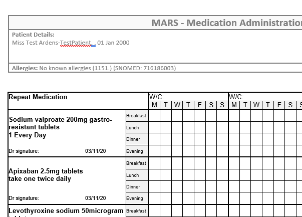 MARS - Medication Administration
Patient Details:
Miss Test Ardens-TestPatient 01 Jan 2000
Allergies: No known allergies (1151.) (SNOMED: 716186003)
Repeat Medication W/C W/C
M T W T F S S M T W T F S
Sodium valproate 200mg gastro-resistant tablets
1 Every Day
Dr signature: 03/11/20
Breakfast
Lunch
Dinner
Evening
Apixaban 2.5mg tablets
take one twice daily
Dr signature: 03/11/20
Breakfast
Lunch
Dinner
Evening
Levothyroxine sodium 50microgram
Breakfast